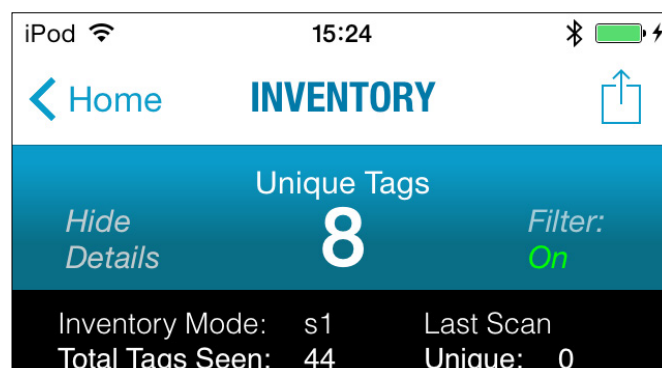 iPod 15:24
Home INVENTORY
Unique Tags
Hide Details 8 Filter: On
Inventory Mode: s1 Last Scan
Total Tags Seen: 44 Unique: 0